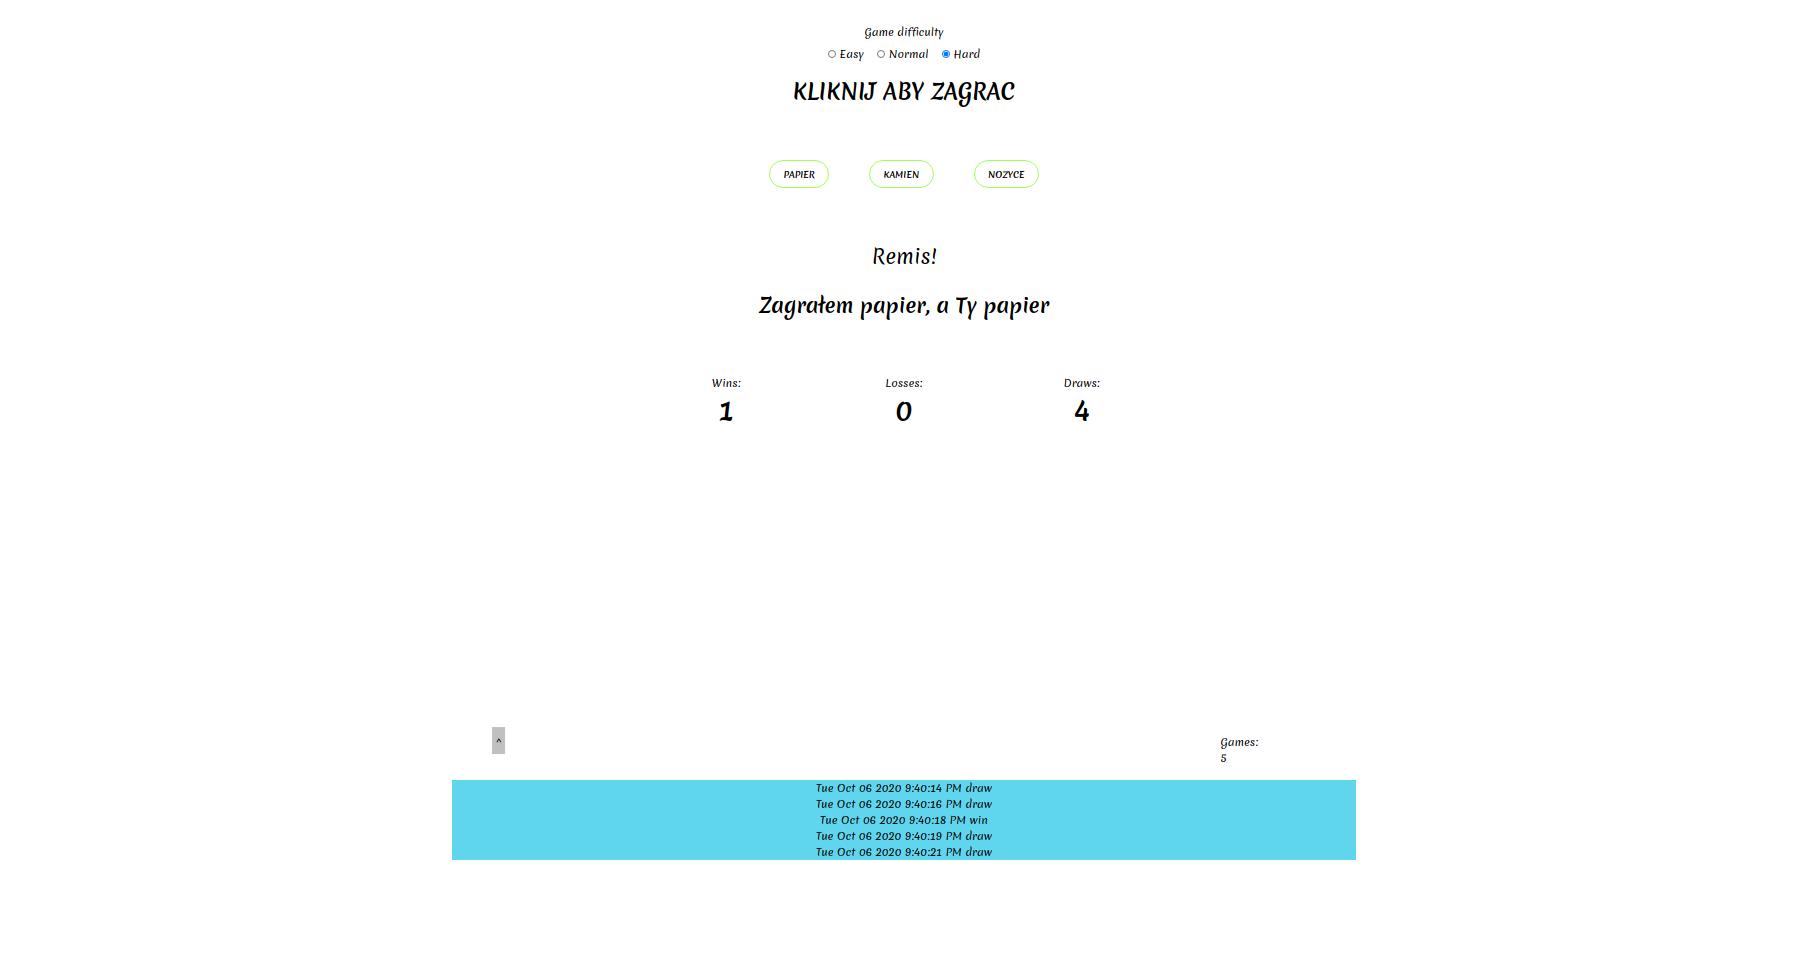 Game difficulty
Easy Normal Hard
KLIKNIJ ABY ZAGRAC
PAPIER KAMIEN NOZYCE
Remis!
Zagrałem papier, a Ty papier
Wins: Losses: Draws:
1 0 4
^
Games:
5
Tue Oct 06 2020 9:40:14 PM draw
Tue Oct 06 2020 9:40:16 PM draw
Tue Oct 06 2020 9:40:18 PM win
Tue Oct 06 2020 9:40:19 PM draw
Tue Oct 06 2020 9:40:21 PM draw